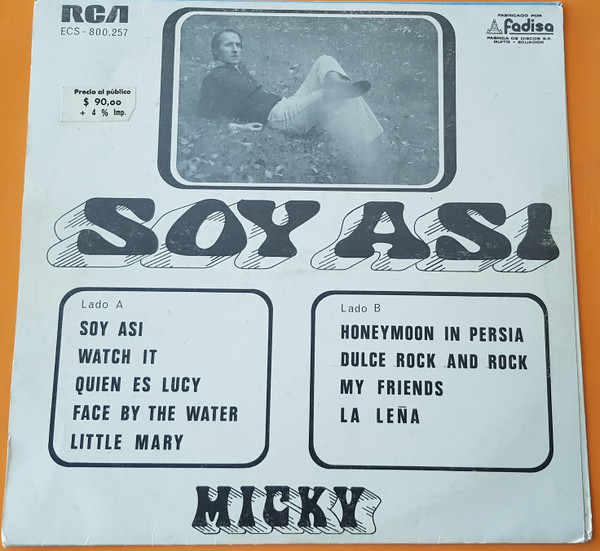 RCA
ECS-800.257
FABRICADO POR
fadisa
FABRICA DE DISCOS S.A.
QUITO - ECUADOR
Precio al público
$ 90,oo
+ 4 % Imp.
SOY ASI
Lado A
SOY ASI
WATCH IT
QUIEN ES LUCY
FACE BY THE WATER
LITTLE MARY
Lado B
HONEYMOON IN PERSIA
DULCE ROCK AND ROCK
MY FRIENDS
LA LEÑA
MICKY